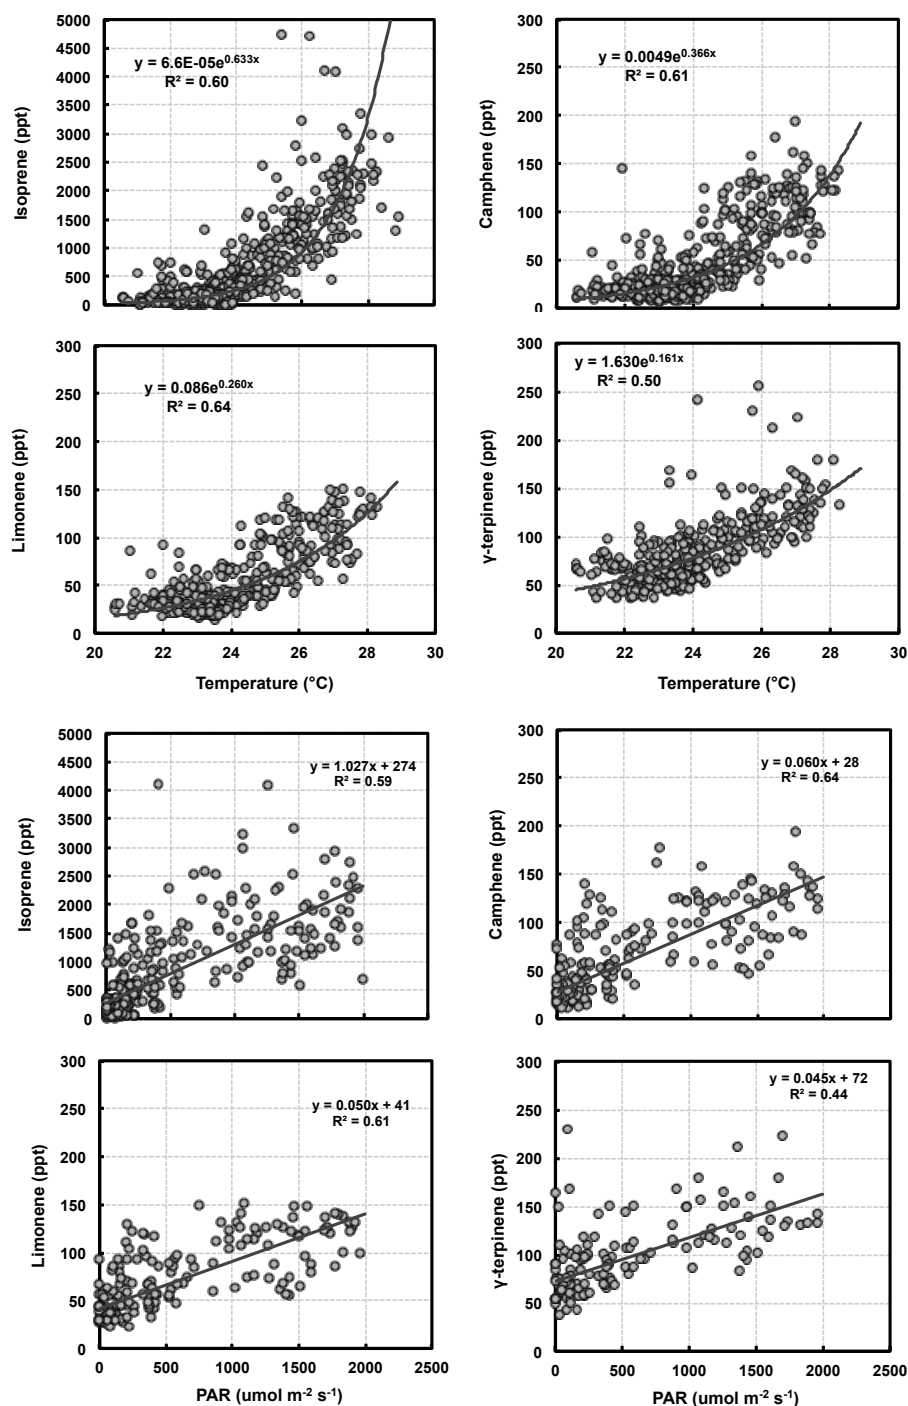 5000
4500
4000
3500
3000
2500
2000
1500
1000
500
0
Isoprene (ppt)
y = 6.6E-05e^0.633x
R² = 0.60
300
250
200
150
100
50
0
Camphene (ppt)
y = 0.0049e^0.366x
R² = 0.61
300
250
200
150
100
50
0
Limonene (ppt)
y = 0.086e^0.260x
R² = 0.64
20 22 24 26 28 30
Temperature (°C)
300
250
200
150
100
50
0
γ-terpinene (ppt)
y = 1.630e^0.161x
R² = 0.50
20 22 24 26 28 30
Temperature (°C)
5000
4500
4000
3500
3000
2500
2000
1500
1000
500
0
Isoprene (ppt)
y = 1.027x + 274
R² = 0.59
300
250
200
150
100
50
0
Camphene (ppt)
y = 0.060x + 28
R² = 0.64
300
250
200
150
100
50
0
Limonene (ppt)
y = 0.050x + 41
R² = 0.61
0 500 1000 1500 2000 2500
PAR (umol m⁻² s⁻¹)
300
250
200
150
100
50
0
γ-terpinene (ppt)
y = 0.045x + 72
R² = 0.44
0 500 1000 1500 2000 2500
PAR (umol m⁻² s⁻¹)